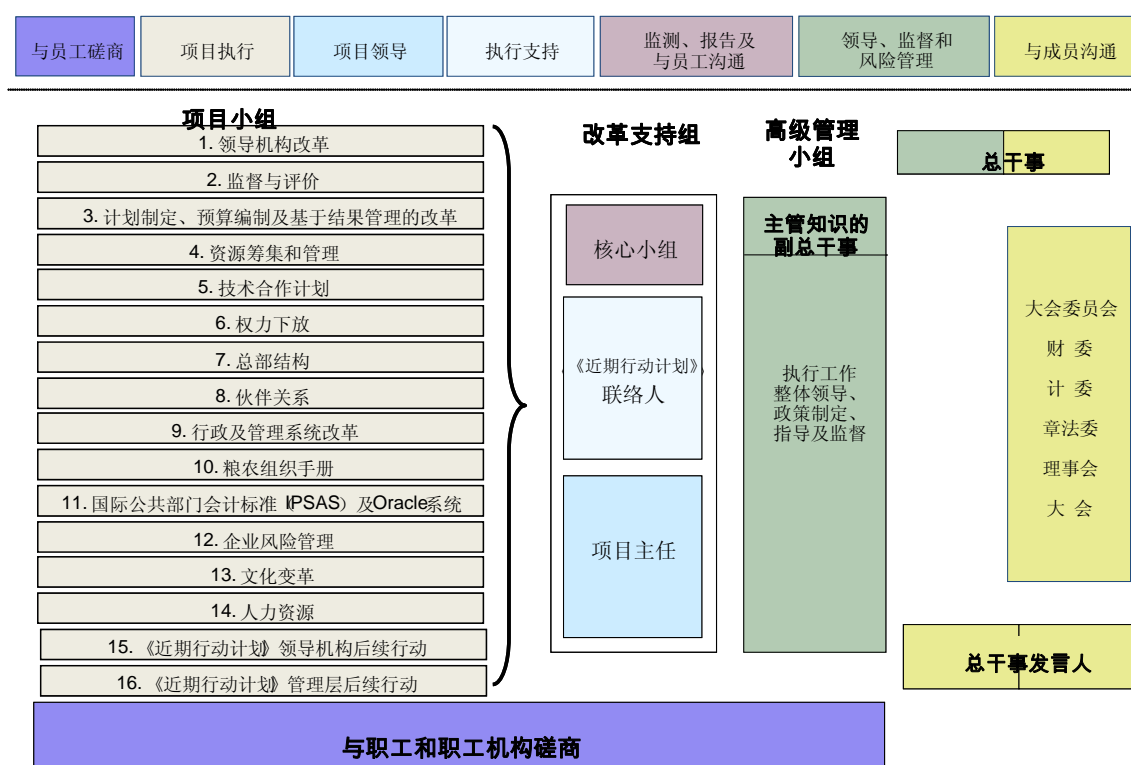 与员工磋商
项目执行
项目领导
执行支持
监测、报告及
与员工沟通
领导、监督和
风险管理
与成员沟通
项目小组
1. 领导机构改革
2. 监督与评价
3. 计划制定、预算编制及基于结果管理的改革
4. 资源筹集和管理
5. 技术合作计划
6. 权力下放
7. 总部结构
8. 伙伴关系
9. 行政及管理系统改革
10. 粮农组织手册
11. 国际公共部门会计标准（IPSAS）及Oracle系统
12. 企业风险管理
13. 文化变革
14. 人力资源
15. 《近期行动计划》领导机构后续行动
16. 《近期行动计划》管理层后续行动
改革支持组
核心小组
《近期行动计划》
联络人
项目主任
高级管理
小组
主管知识的
副总干事
执行工作
整体领导、
政策制定、
指导及监督
总干事
大会委员会
财 委
计 委
章法委
理事会
大 会
总干事发言人
与职工和职工机构磋商